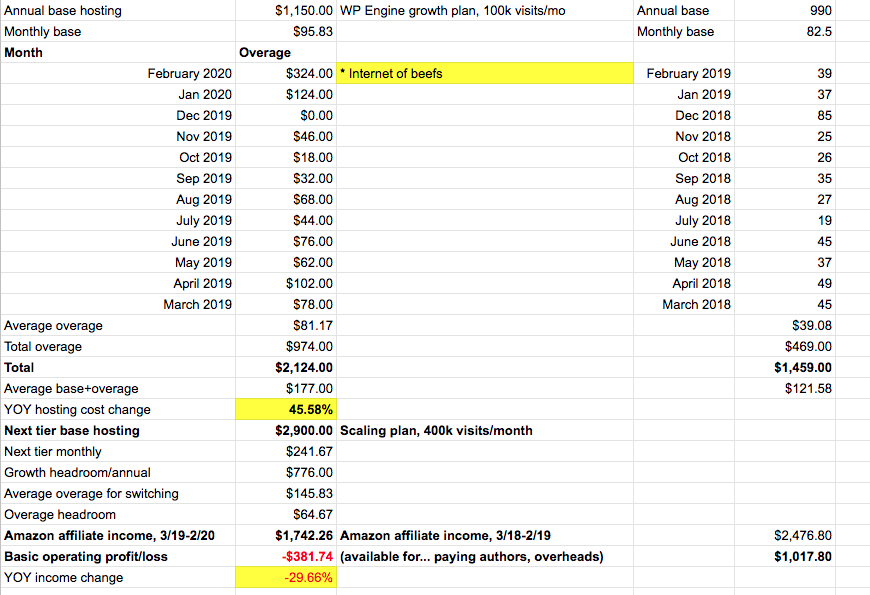 Annual base hosting $1,150.00 WP Engine growth plan, 100k visits/mo Annual base 990
Monthly base $95.83 Monthly base 82.5
Month Overage
February 2020 $324.00 * Internet of beefs February 2019 39
Jan 2020 $124.00 Jan 2019 37
Dec 2019 $0.00 Dec 2018 85
Nov 2019 $46.00 Nov 2018 25
Oct 2019 $18.00 Oct 2018 26
Sep 2019 $32.00 Sep 2018 35
Aug 2019 $68.00 Aug 2018 27
July 2019 $44.00 July 2018 19
June 2019 $76.00 June 2018 45
May 2019 $62.00 May 2018 37
April 2019 $102.00 April 2018 49
March 2019 $78.00 March 2018 45
Average overage $81.17 $39.08
Total overage $974.00 $469.00
Total $2,124.00 $1,459.00
Average base+overage $177.00 $121.58
YOY hosting cost change 45.58%
Next tier base hosting $2,900.00 Scaling plan, 400k visits/month
Next tier monthly $241.67
Growth headroom/annual $776.00
Average overage for switching $145.83
Overage headroom $64.67
Amazon affiliate income, 3/19-2/20 $1,742.26 Amazon affiliate income, 3/18-2/19 $2,476.80
Basic operating profit/loss -$381.74 (available for... paying authors, overheads) $1,017.80
YOY income change -29.66%